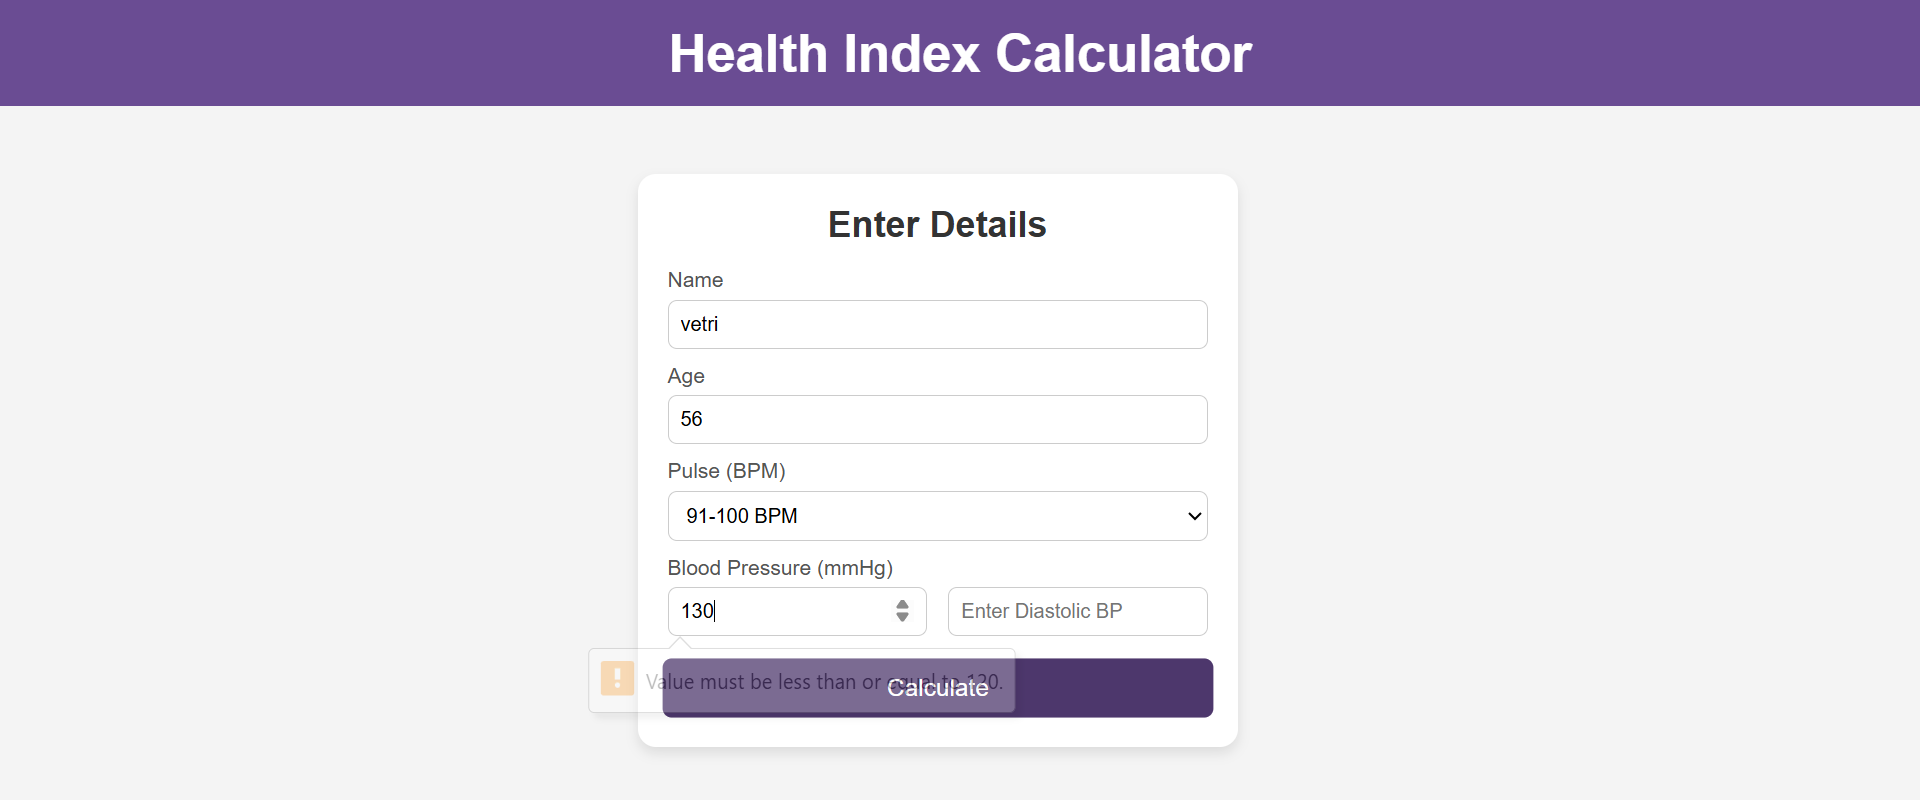 Health Index Calculator
Enter Details
Name
vetri
Age
56
Pulse (BPM)
91-100 BPM
Blood Pressure (mmHg)
130
Enter Diastolic BP
Value must be less than or equal to
Calculate